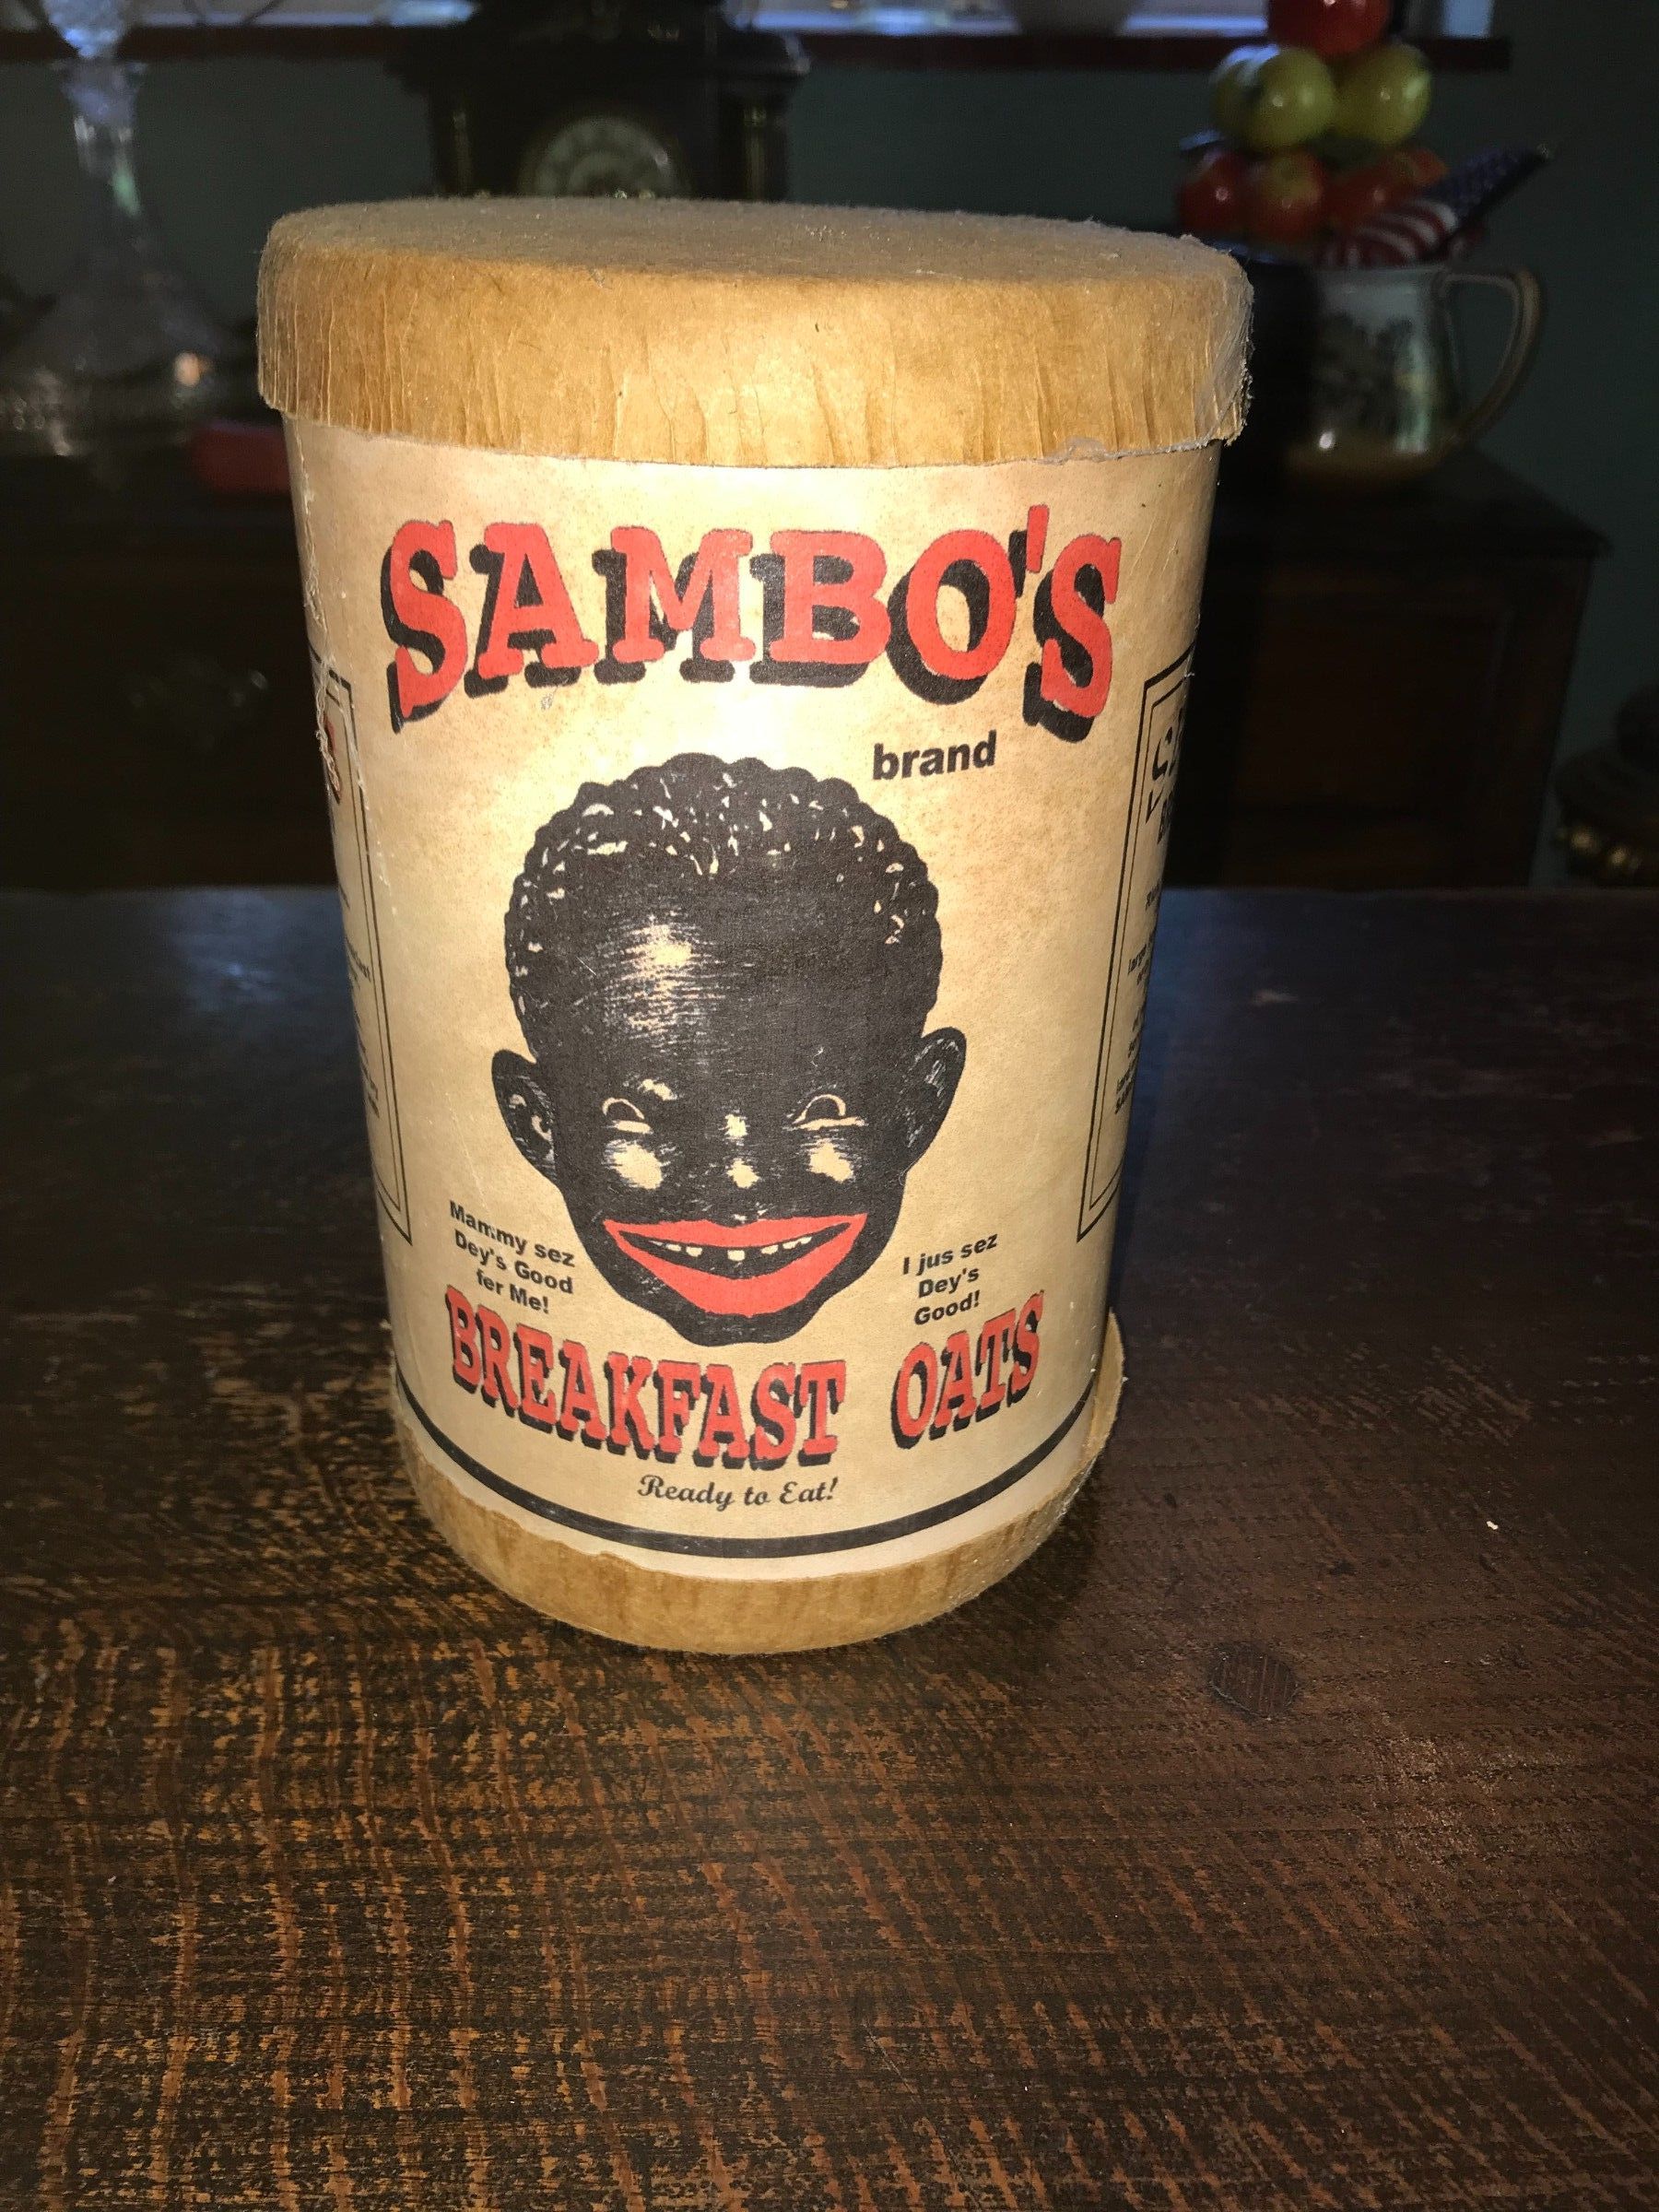 SAMBO'S
brand
Mammy sez
Dey's Good
fer Me!
I jus sez
Dey's
Good!
BREAKFAST OATS
Ready to Eat!